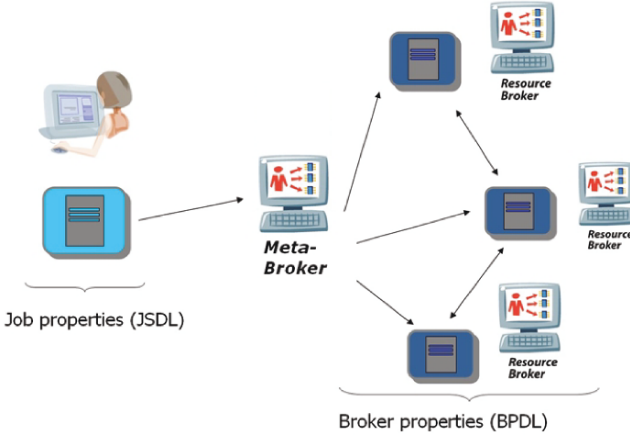 Resource
Broker
Resource
Broker
Meta-
Broker
Job properties (JSDL)
Resource
Broker
Broker properties (BPDL)